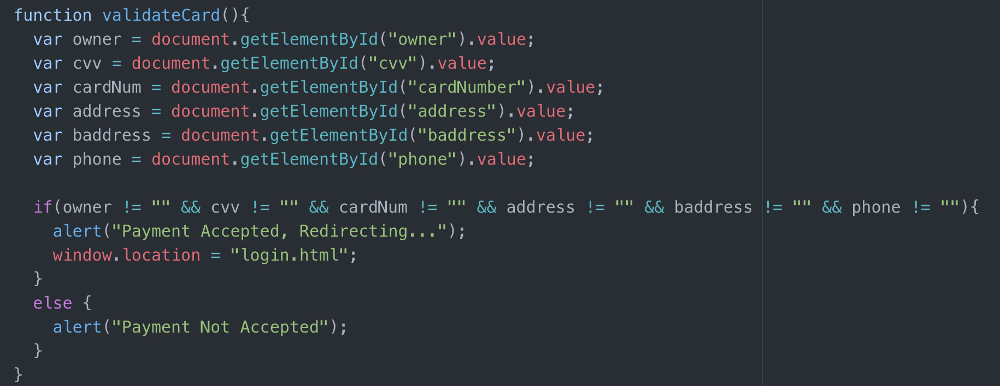 function validateCard(){
  var owner = document.getElementById("owner").value;
  var cvv = document.getElementById("cvv").value;
  var cardNum = document.getElementById("cardNumber").value;
  var address = document.getElementById("address").value;
  var baddress = document.getElementById("baddress").value;
  var phone = document.getElementById("phone").value;

  if(owner != "" && cvv != "" && cardNum != "" && address != "" && baddress != "" && phone != ""){
    alert("Payment Accepted, Redirecting...");
    window.location = "login.html";
  }
  else {
    alert("Payment Not Accepted");
  }
}